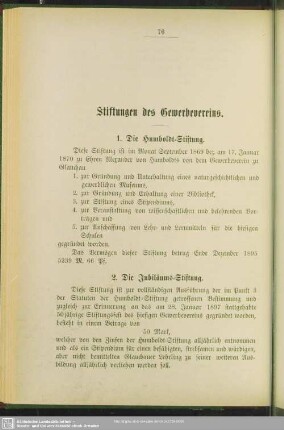 78
Stiftungen des Gewerbevereins.
1. Die Humboldt-Stiftung.
Diese Stiftung ist im Monat September 1869 bez. am 17. Januar
1870 zu Ehren Alexander von Humboldts von dem Gewerbeverein zu
Glauchau
1. zur Gründung und Unterhaltung eines naturgeschichtlichen und
gewerblichen Museums,
2. zur Gründung und Erhaltung einer Bibliothek,
3. zur Stiftung eines Stipendiums,
4. zur Veranstaltung von wissenschaftlichen und belehrenden Vor-
trägen und
5. zur Anschaffung von Lehr- und Lernmitteln für die hiesigen
Schulen
gegründet worden.
Das Vermögen dieser Stiftung betrug Ende Dezember 1895
5238 M. 66 Pf.
2. Die Jubiläums-Stiftung.
Diese Stiftung ist zur vollständigen Ausführung der im Punkt 3
der Statuten der Humboldt-Stiftung getroffenen Bestimmung und
zugleich zur Erinnerung an das am 28. Januar 1897 festgesetzte
50jährige Stiftungsfest des hiesigen Gewerbevereins gegründet worden,
besteht in einem Betrage von
50 Mark,
welcher von den Zinsen der Humboldt-Stiftung alljährlich entnommen
und als ein Stipendium für einen befähigten, fleißigen und würdigen,
aber nicht bemittelten Glauchauer Lehrling zu seiner weiteren Aus-
bildung alljährlich verliehen werden soll.